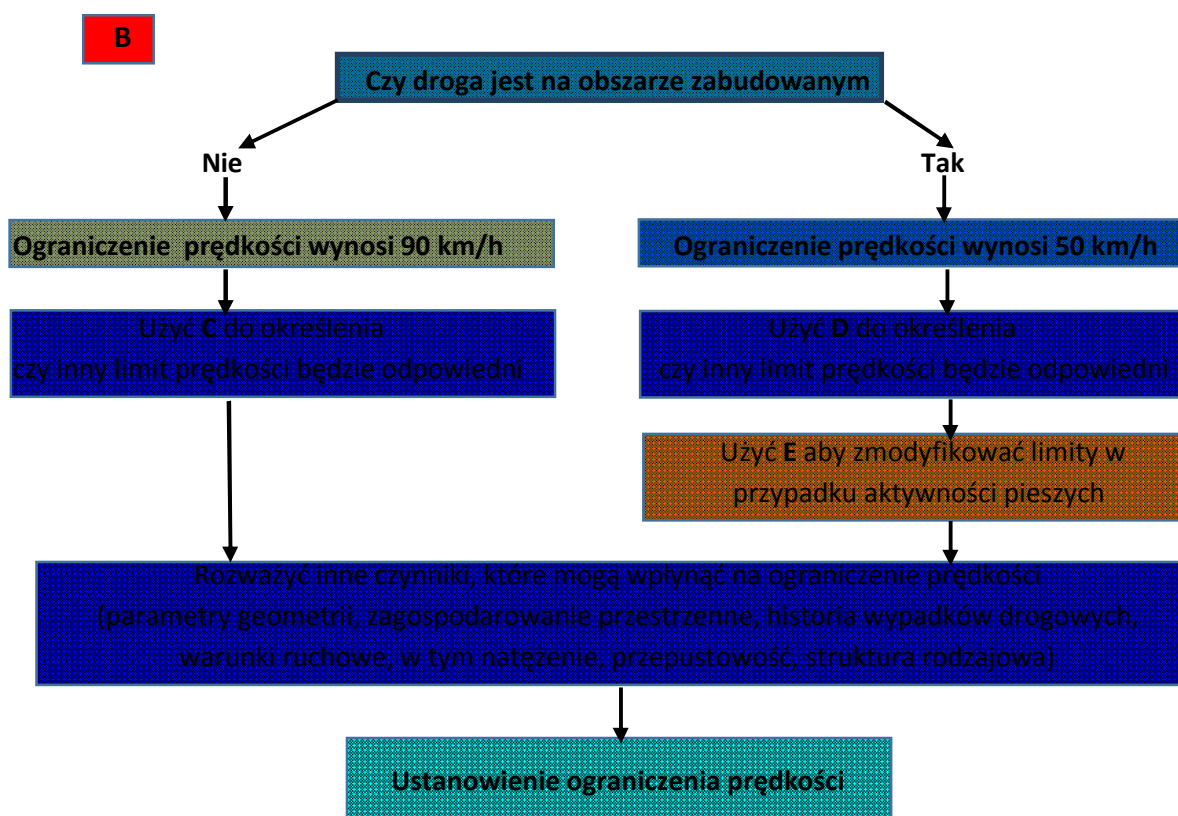 B
Czy droga jest na obszarze zabudowanym
Nie
Tak
Ograniczenie prędkości wynosi 90 km/h
Ograniczenie prędkości wynosi 50 km/h
Użyć C do określenia
czy inny limit prędkości będzie odpowiedni
Użyć D do określenia
czy inny limit prędkości będzie odpowiedni
Użyć E aby zmodyfikować limity w
przypadku aktywności pieszych
Rozważyć inne czynniki, które mogą wpłynąć na ograniczenie prędkości
(parametry geometrii, zagospodarowanie przestrzenne, historia wypadków drogowych,
warunki ruchowe, w tym natężenie, przepustowość, struktura rodzajowa)
Ustanowienie ograniczenia prędkości